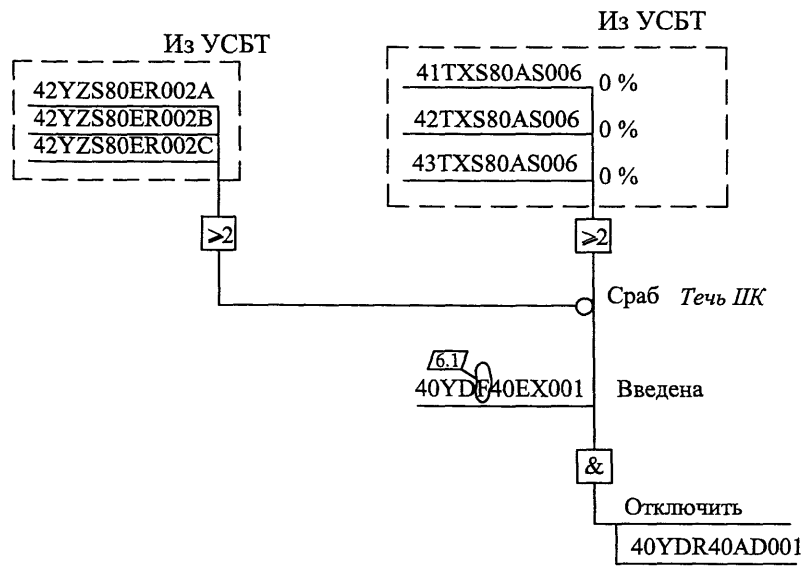 Из УСБТ
42YZS80ER002A
42YZS80ER002B
42YZS80ER002C
⩾2
Из УСБТ
41TXS80AS006 0 %
42TXS80AS006 0 %
43TXS80AS006 0 %
⩾2
Сраб Течь IIК
6.1
40YDF40EX001 Введена
&
Отключить
40YDR40AD001